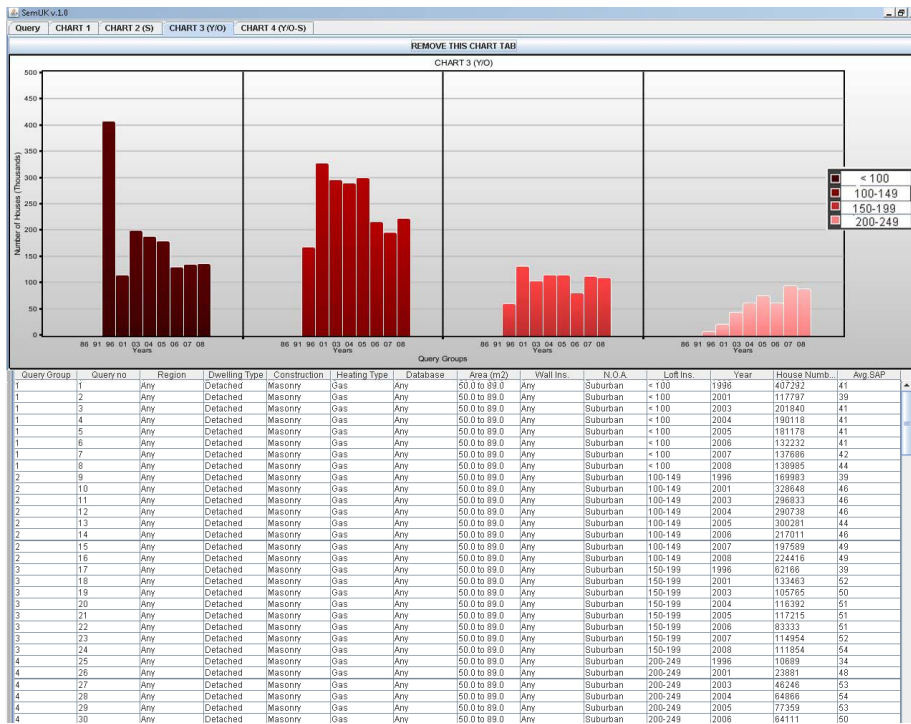 SemUK v.1.0
Query CHART 1 CHART 2 (S) CHART 3 (Y/O) CHART 4 (Y/O-S)
REMOVE THIS CHART TAB
CHART 3 (Y/O)
Number of Houses (Thousands)
500
450
400
350
300
250
200
150
100
50
0
< 100
100-149
150-199
200-249
86 91 96 01 03 04 05 06 07 08 86 91 96 01 03 04 05 06 07 08 86 91 96 01 03 04 05 06 07 08 86 91 96 01 03 04 05 06 07 08
Years Years Years Years
Query Groups
Query Group Query no Region Dwelling Type Construction Heating Type Database Area (m2) Wall Ins. N.O.A. Loft Ins. Year House Numb... Avg.SAP
1 1 Any Detached Masonry Gas Any 50.0 to 89.0 Any Suburban < 100 1996 407292 41
1 2 Any Detached Masonry Gas Any 50.0 to 89.0 Any Suburban < 100 2001 117797 39
1 3 Any Detached Masonry Gas Any 50.0 to 89.0 Any Suburban < 100 2003 201840 41
1 4 Any Detached Masonry Gas Any 50.0 to 89.0 Any Suburban < 100 2004 190118 41
1 5 Any Detached Masonry Gas Any 50.0 to 89.0 Any Suburban < 100 2005 181178 41
1 6 Any Detached Masonry Gas Any 50.0 to 89.0 Any Suburban < 100 2006 132232 41
1 7 Any Detached Masonry Gas Any 50.0 to 89.0 Any Suburban < 100 2007 137686 42
1 8 Any Detached Masonry Gas Any 50.0 to 89.0 Any Suburban < 100 2008 138985 44
2 9 Any Detached Masonry Gas Any 50.0 to 89.0 Any Suburban 100-149 1996 169983 39
2 10 Any Detached Masonry Gas Any 50.0 to 89.0 Any Suburban 100-149 2001 328648 46
2 11 Any Detached Masonry Gas Any 50.0 to 89.0 Any Suburban 100-149 2003 296833 46
2 12 Any Detached Masonry Gas Any 50.0 to 89.0 Any Suburban 100-149 2004 290738 46
2 13 Any Detached Masonry Gas Any 50.0 to 89.0 Any Suburban 100-149 2005 300281 44
2 14 Any Detached Masonry Gas Any 50.0 to 89.0 Any Suburban 100-149 2006 217011 46
2 15 Any Detached Masonry Gas Any 50.0 to 89.0 Any Suburban 100-149 2007 197589 49
2 16 Any Detached Masonry Gas Any 50.0 to 89.0 Any Suburban 100-149 2008 224416 49
3 17 Any Detached Masonry Gas Any 50.0 to 89.0 Any Suburban 150-199 1996 62166 39
3 18 Any Detached Masonry Gas Any 50.0 to 89.0 Any Suburban 150-199 2001 133463 52
3 19 Any Detached Masonry Gas Any 50.0 to 89.0 Any Suburban 150-199 2003 105765 50
3 20 Any Detached Masonry Gas Any 50.0 to 89.0 Any Suburban 150-199 2004 116392 51
3 21 Any Detached Masonry Gas Any 50.0 to 89.0 Any Suburban 150-199 2005 117215 51
3 22 Any Detached Masonry Gas Any 50.0 to 89.0 Any Suburban 150-199 2006 83333 51
3 23 Any Detached Masonry Gas Any 50.0 to 89.0 Any Suburban 150-199 2007 114954 52
3 24 Any Detached Masonry Gas Any 50.0 to 89.0 Any Suburban 150-199 2008 111854 54
4 25 Any Detached Masonry Gas Any 50.0 to 89.0 Any Suburban 200-249 1996 10689 34
4 26 Any Detached Masonry Gas Any 50.0 to 89.0 Any Suburban 200-249 2001 23881 48
4 27 Any Detached Masonry Gas Any 50.0 to 89.0 Any Suburban 200-249 2003 46246 53
4 28 Any Detached Masonry Gas Any 50.0 to 89.0 Any Suburban 200-249 2004 64866 54
4 29 Any Detached Masonry Gas Any 50.0 to 89.0 Any Suburban 200-249 2005 77359 53
4 30 Any Detached Masonry Gas Any 50.0 to 89.0 Any Suburban 200-249 2006 64111 50